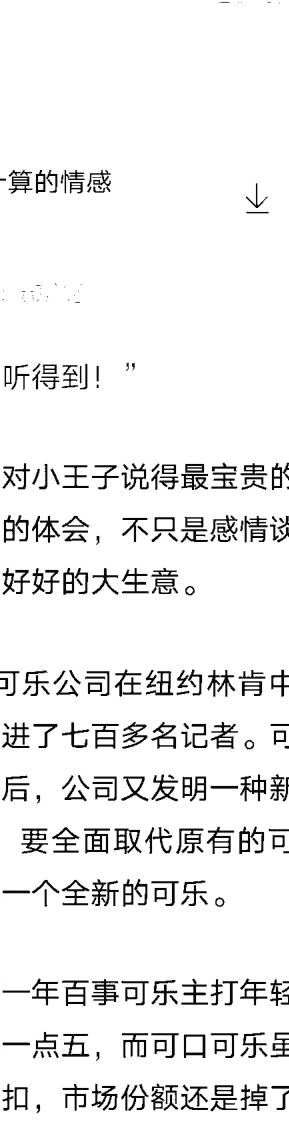 算的情感
听得到！”
对小王子说得最宝贵的
的体会，不只是感情谈
好好的大生意。
可乐公司在纽约林肯中
进了七百多名记者。可
后，公司又发明一种新
要全面取代原有的可
一个全新的可乐。
一年百事可乐主打年轻
一点五，而可口可乐虽
扣，市场份额还是掉了